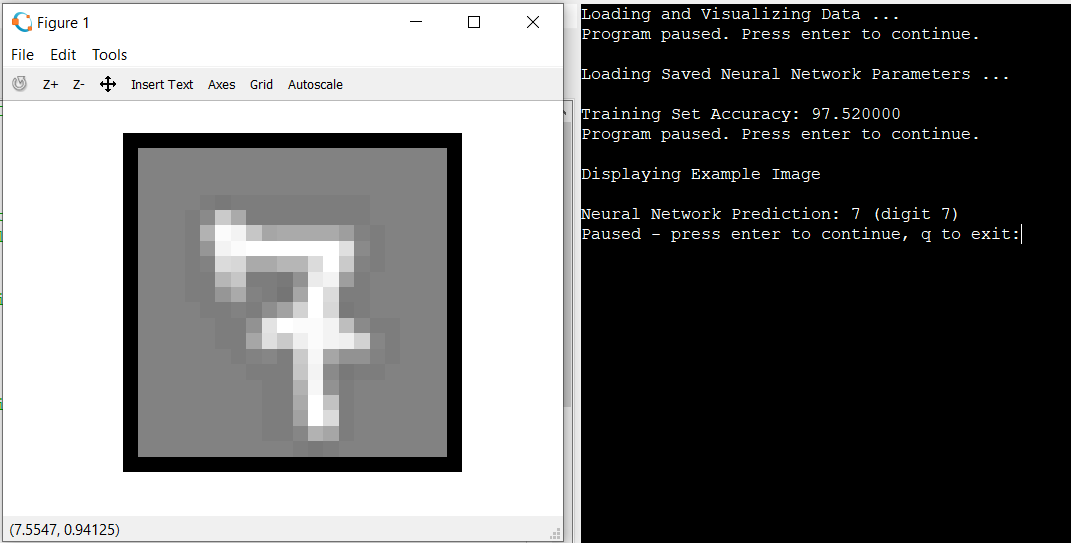 Figure 1
File Edit Tools
Z+ Z- Insert Text Axes Grid Autoscale
7
(7.5547, 0.94125)
Loading and Visualizing Data ...
Program paused. Press enter to continue.
Loading Saved Neural Network Parameters ...
Training Set Accuracy: 97.520000
Program paused. Press enter to continue.
Displaying Example Image
Neural Network Prediction: 7 (digit 7)
Paused - press enter to continue, q to exit: